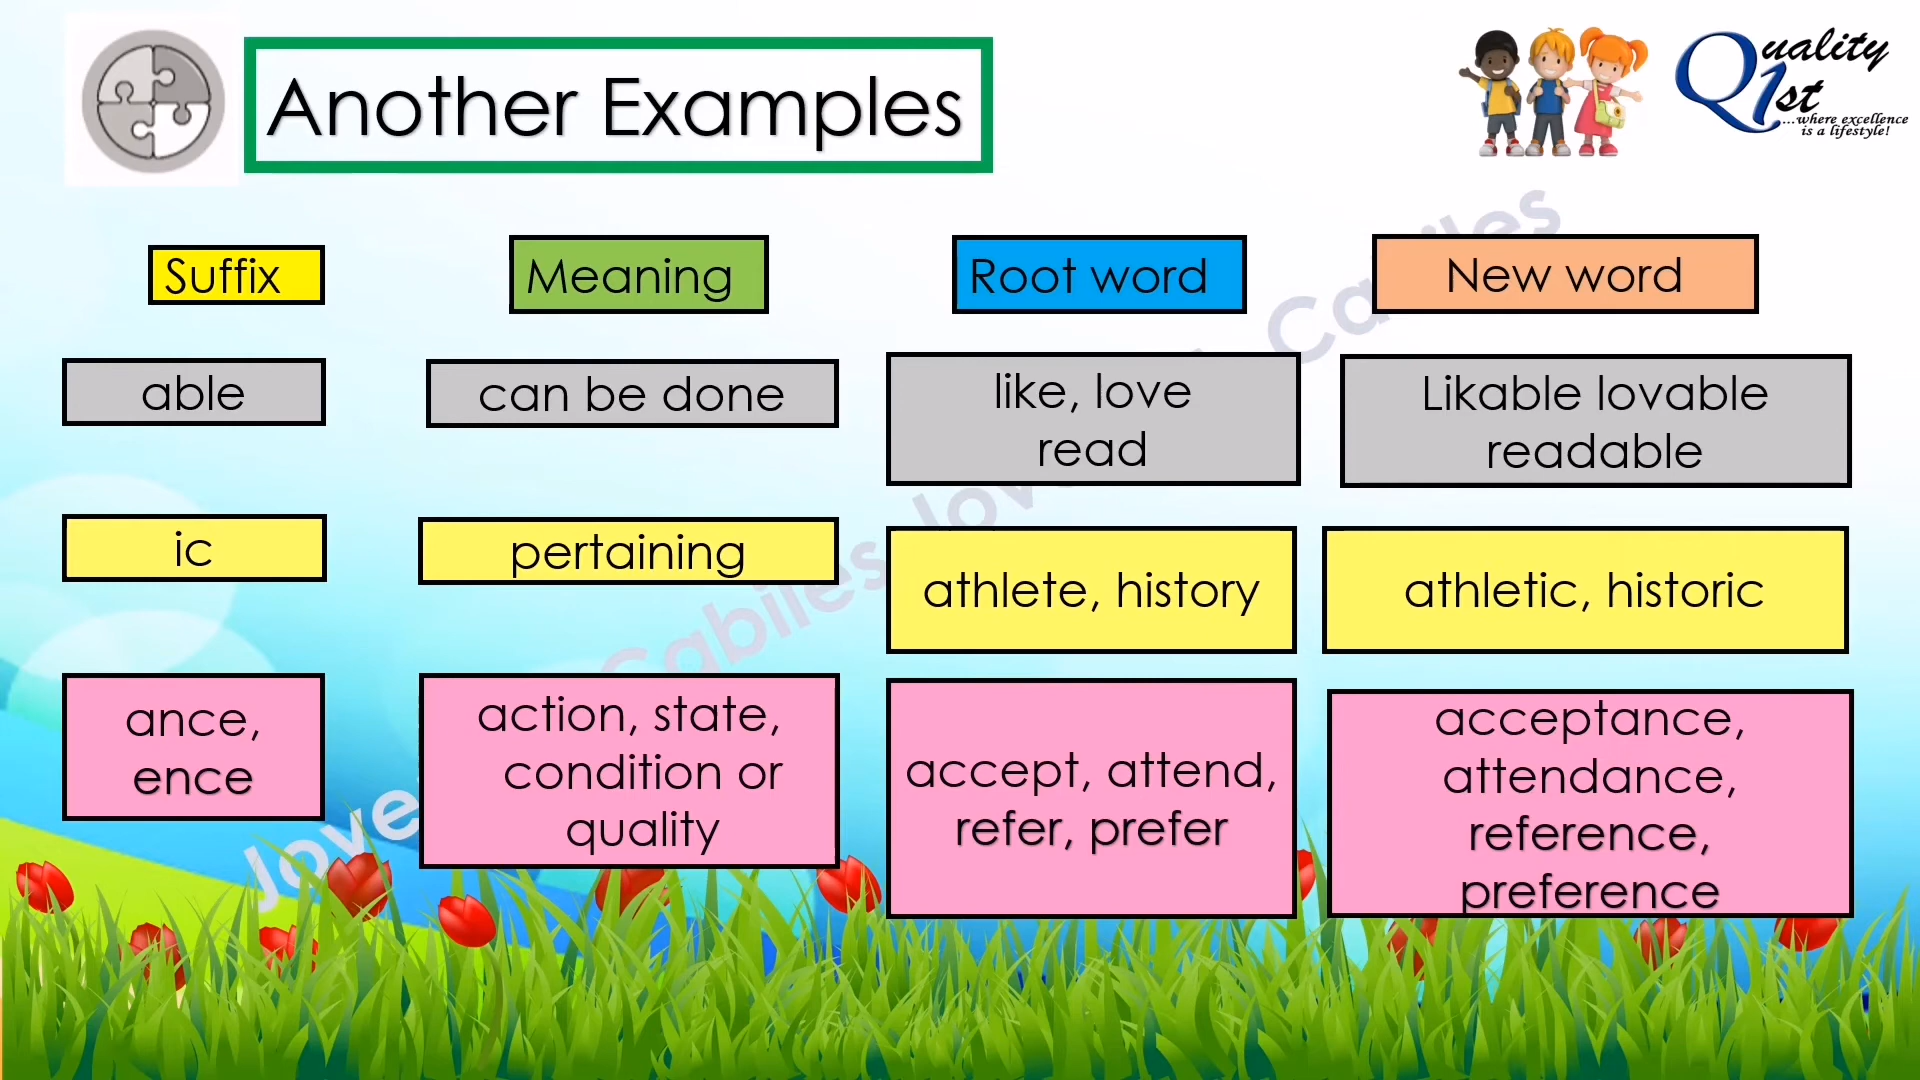 Another Examples
Quality
1st
...where excellence
is a lifestyle!
Suffix
Meaning
Root word
New word
able
can be done
like, love
read
Likable lovable
readable
ic
pertaining
athlete, history
athletic, historic
ance,
ence
action, state,
condition or
quality
accept, attend,
refer, prefer
acceptance,
attendance,
reference,
preference